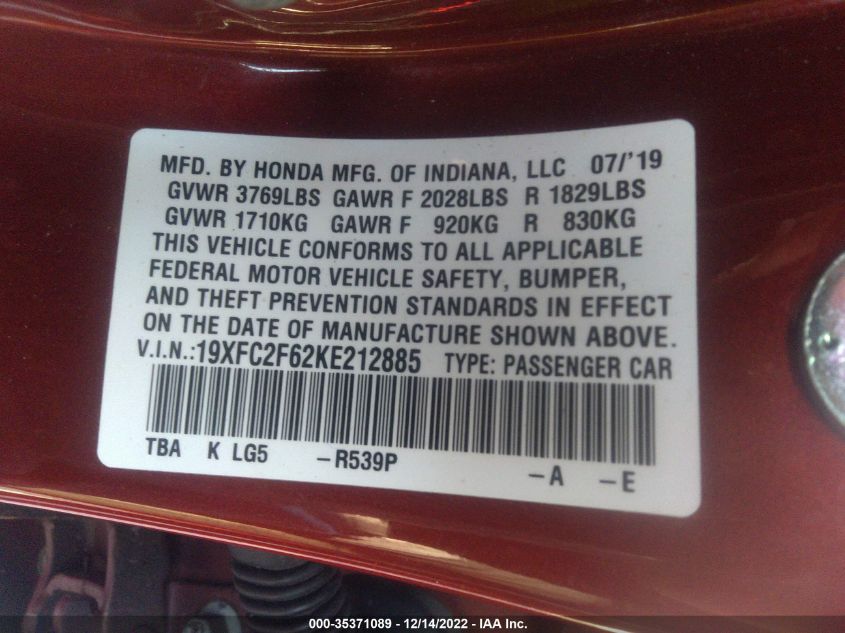 MFD. BY HONDA MFG. OF INDIANA, LLC 07/'19
GVWR 3769LBS GAWR F 2028LBS R 1829LBS
GVWR 1710KG GAWR F 920KG R 830KG
THIS VEHICLE CONFORMS TO ALL APPLICABLE
FEDERAL MOTOR VEHICLE SAFETY, BUMPER,
AND THEFT PREVENTION STANDARDS IN EFFECT
ON THE DATE OF MANUFACTURE SHOWN ABOVE.
V.I.N.:19XFC2F62KE212885 TYPE: PASSENGER CAR
TBA K LG5 –R539P –A –E
000-35371089 - 12/14/2022 - IAA Inc.